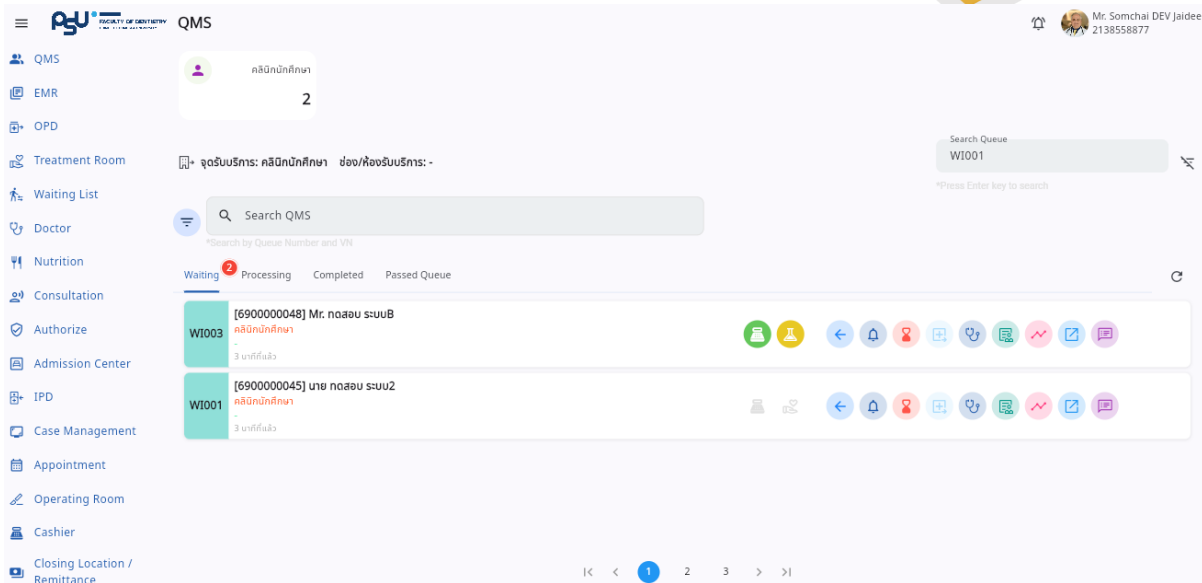 PSU FACULTY OF DENTISTRY
QMS
Mr. Somchai DEV Jaidee
2138558877
QMS
EMR
OPD
Treatment Room
Waiting List
Doctor
Nutrition
Consultation
Authorize
Admission Center
IPD
Case Management
Appointment
Operating Room
Cashier
Closing Location /
Remittance
คลินิกนักศึกษา
2
จุดรับบริการ: คลินิกนักศึกษา ช่อง/ห้องรับบริการ: -
Search Queue
WI001
*Press Enter key to search
Search QMS
*Search by Queue Number and VN
Waiting 2 Processing Completed Passed Queue
WI003
[6900000048] Mr. ทดสอบ ระบบB
คลินิกนักศึกษา
-
3 นาทีที่แล้ว
WI001
[6900000045] นาย ทดสอบ ระบบ2
คลินิกนักศึกษา
-
3 นาทีที่แล้ว
1 2 3